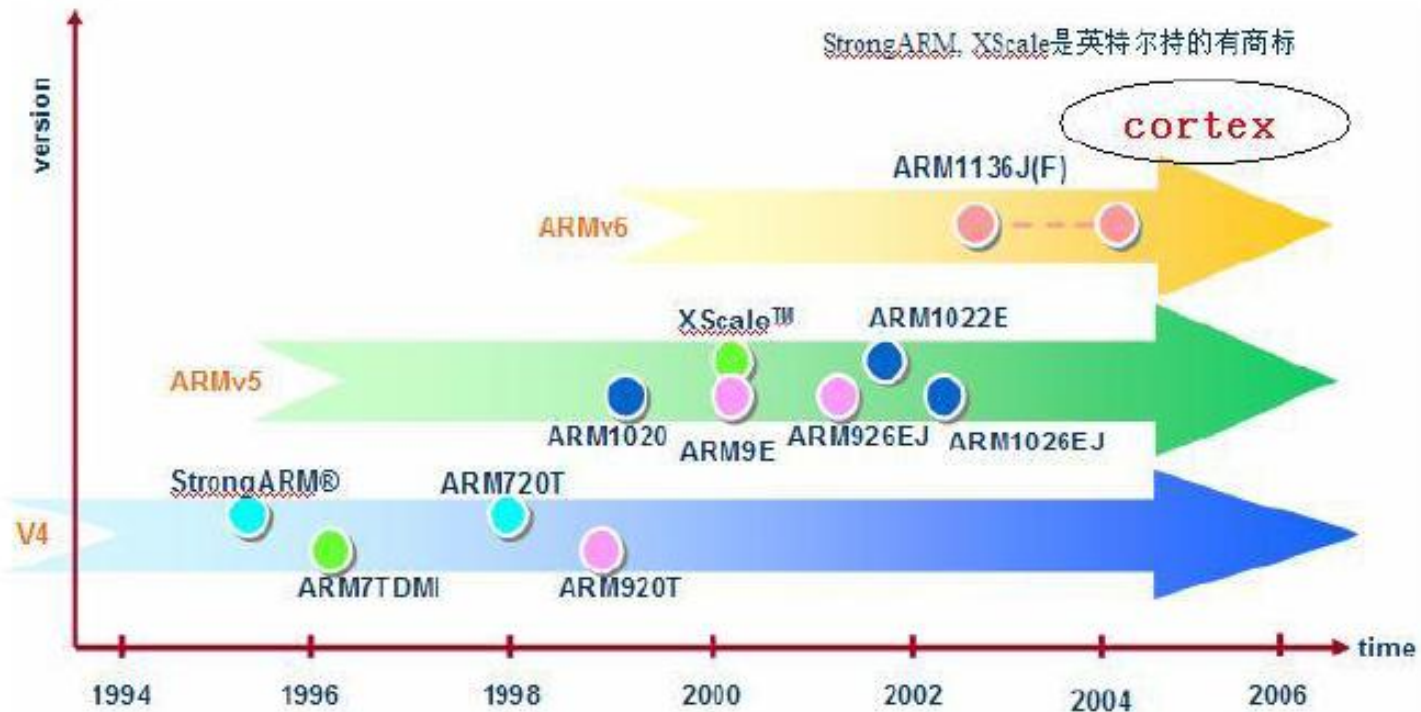 StrongARM, XScale是英特尔持的有商标
cortex
version
ARM1136J(F)
ARMv6
XScale™
ARM1022E
ARMv5
ARM1020
ARM9E
ARM926EJ
ARM1026EJ
StrongARM®
ARM720T
V4
ARM7TDMI
ARM920T
time
1994
1996
1998
2000
2002
2004
2006